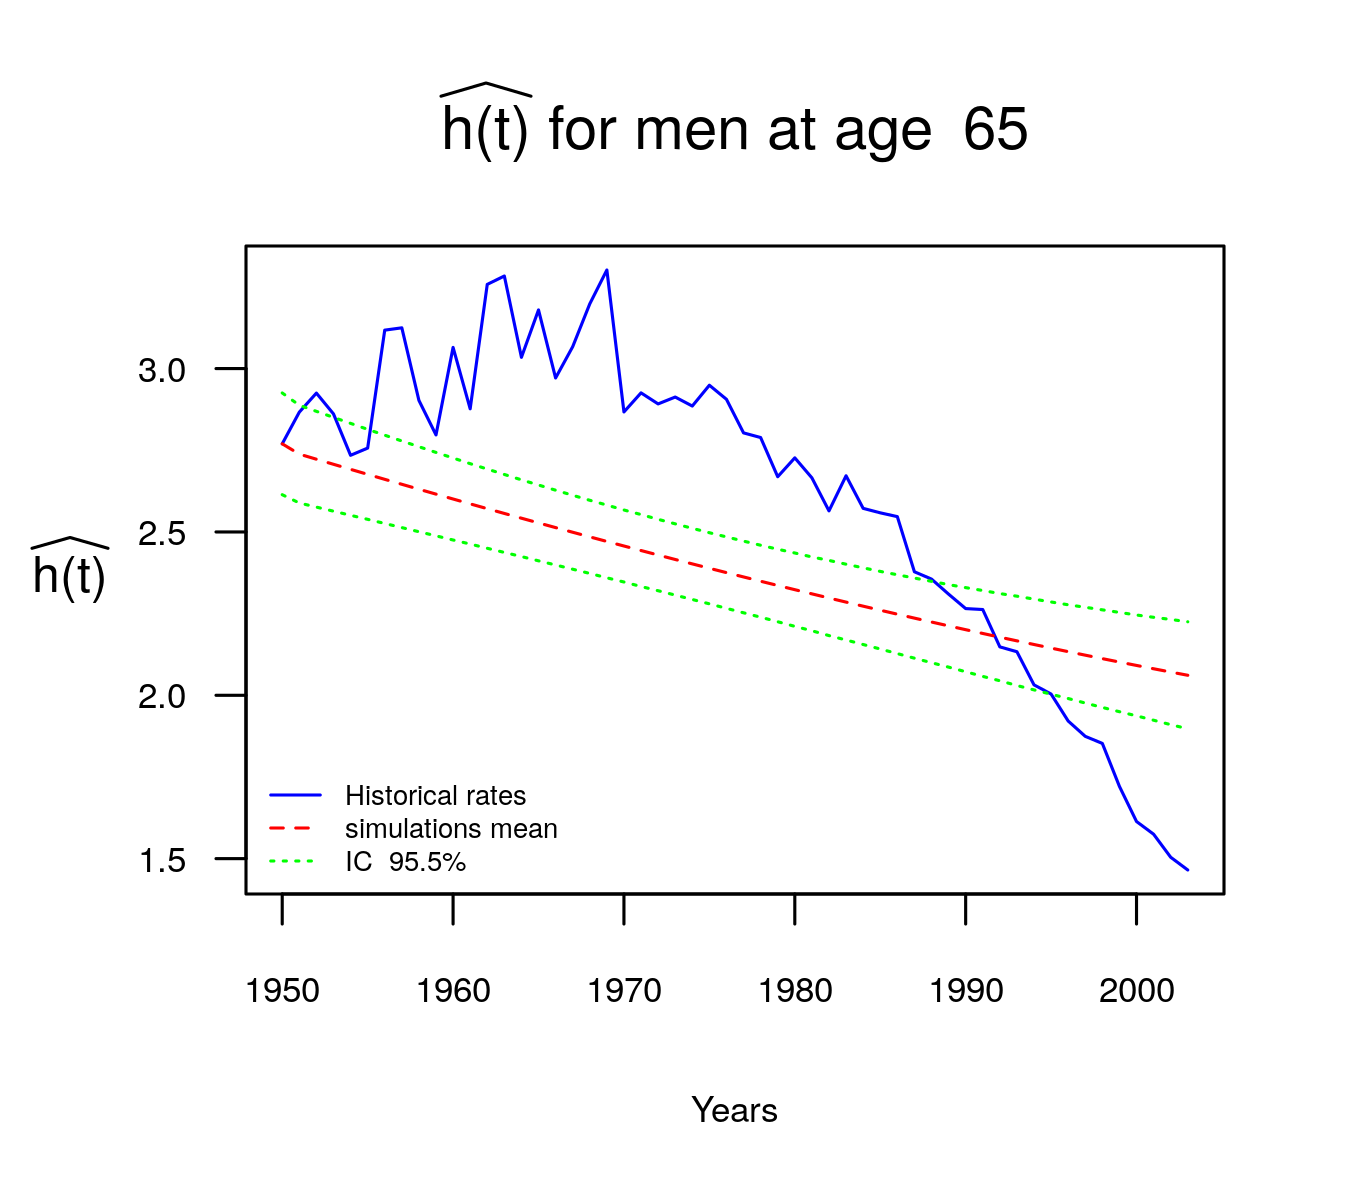 h(t) for men at age 65
3.0
2.5
2.0
1.5
h(t)
Historical rates
simulations mean
IC 95.5%
1950 1960 1970 1980 1990 2000
Years